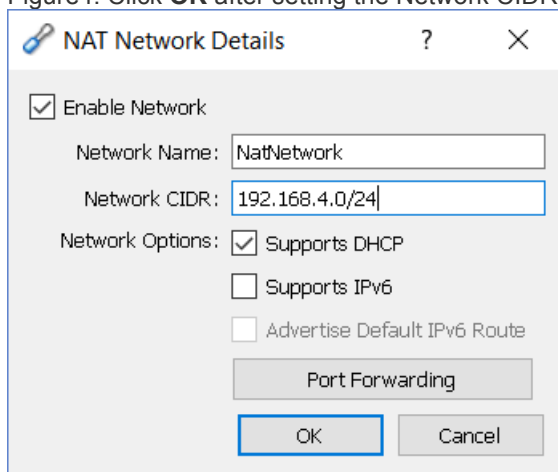 Figure1. Click OK after setting the Network CIDR
NAT Network Details ?
Enable Network
Network Name: NatNetwork
Network CIDR: 192.168.4.0/24
Network Options: Supports DHCP
Supports IPv6
Advertise Default IPv6 Route
Port Forwarding
OK Cancel